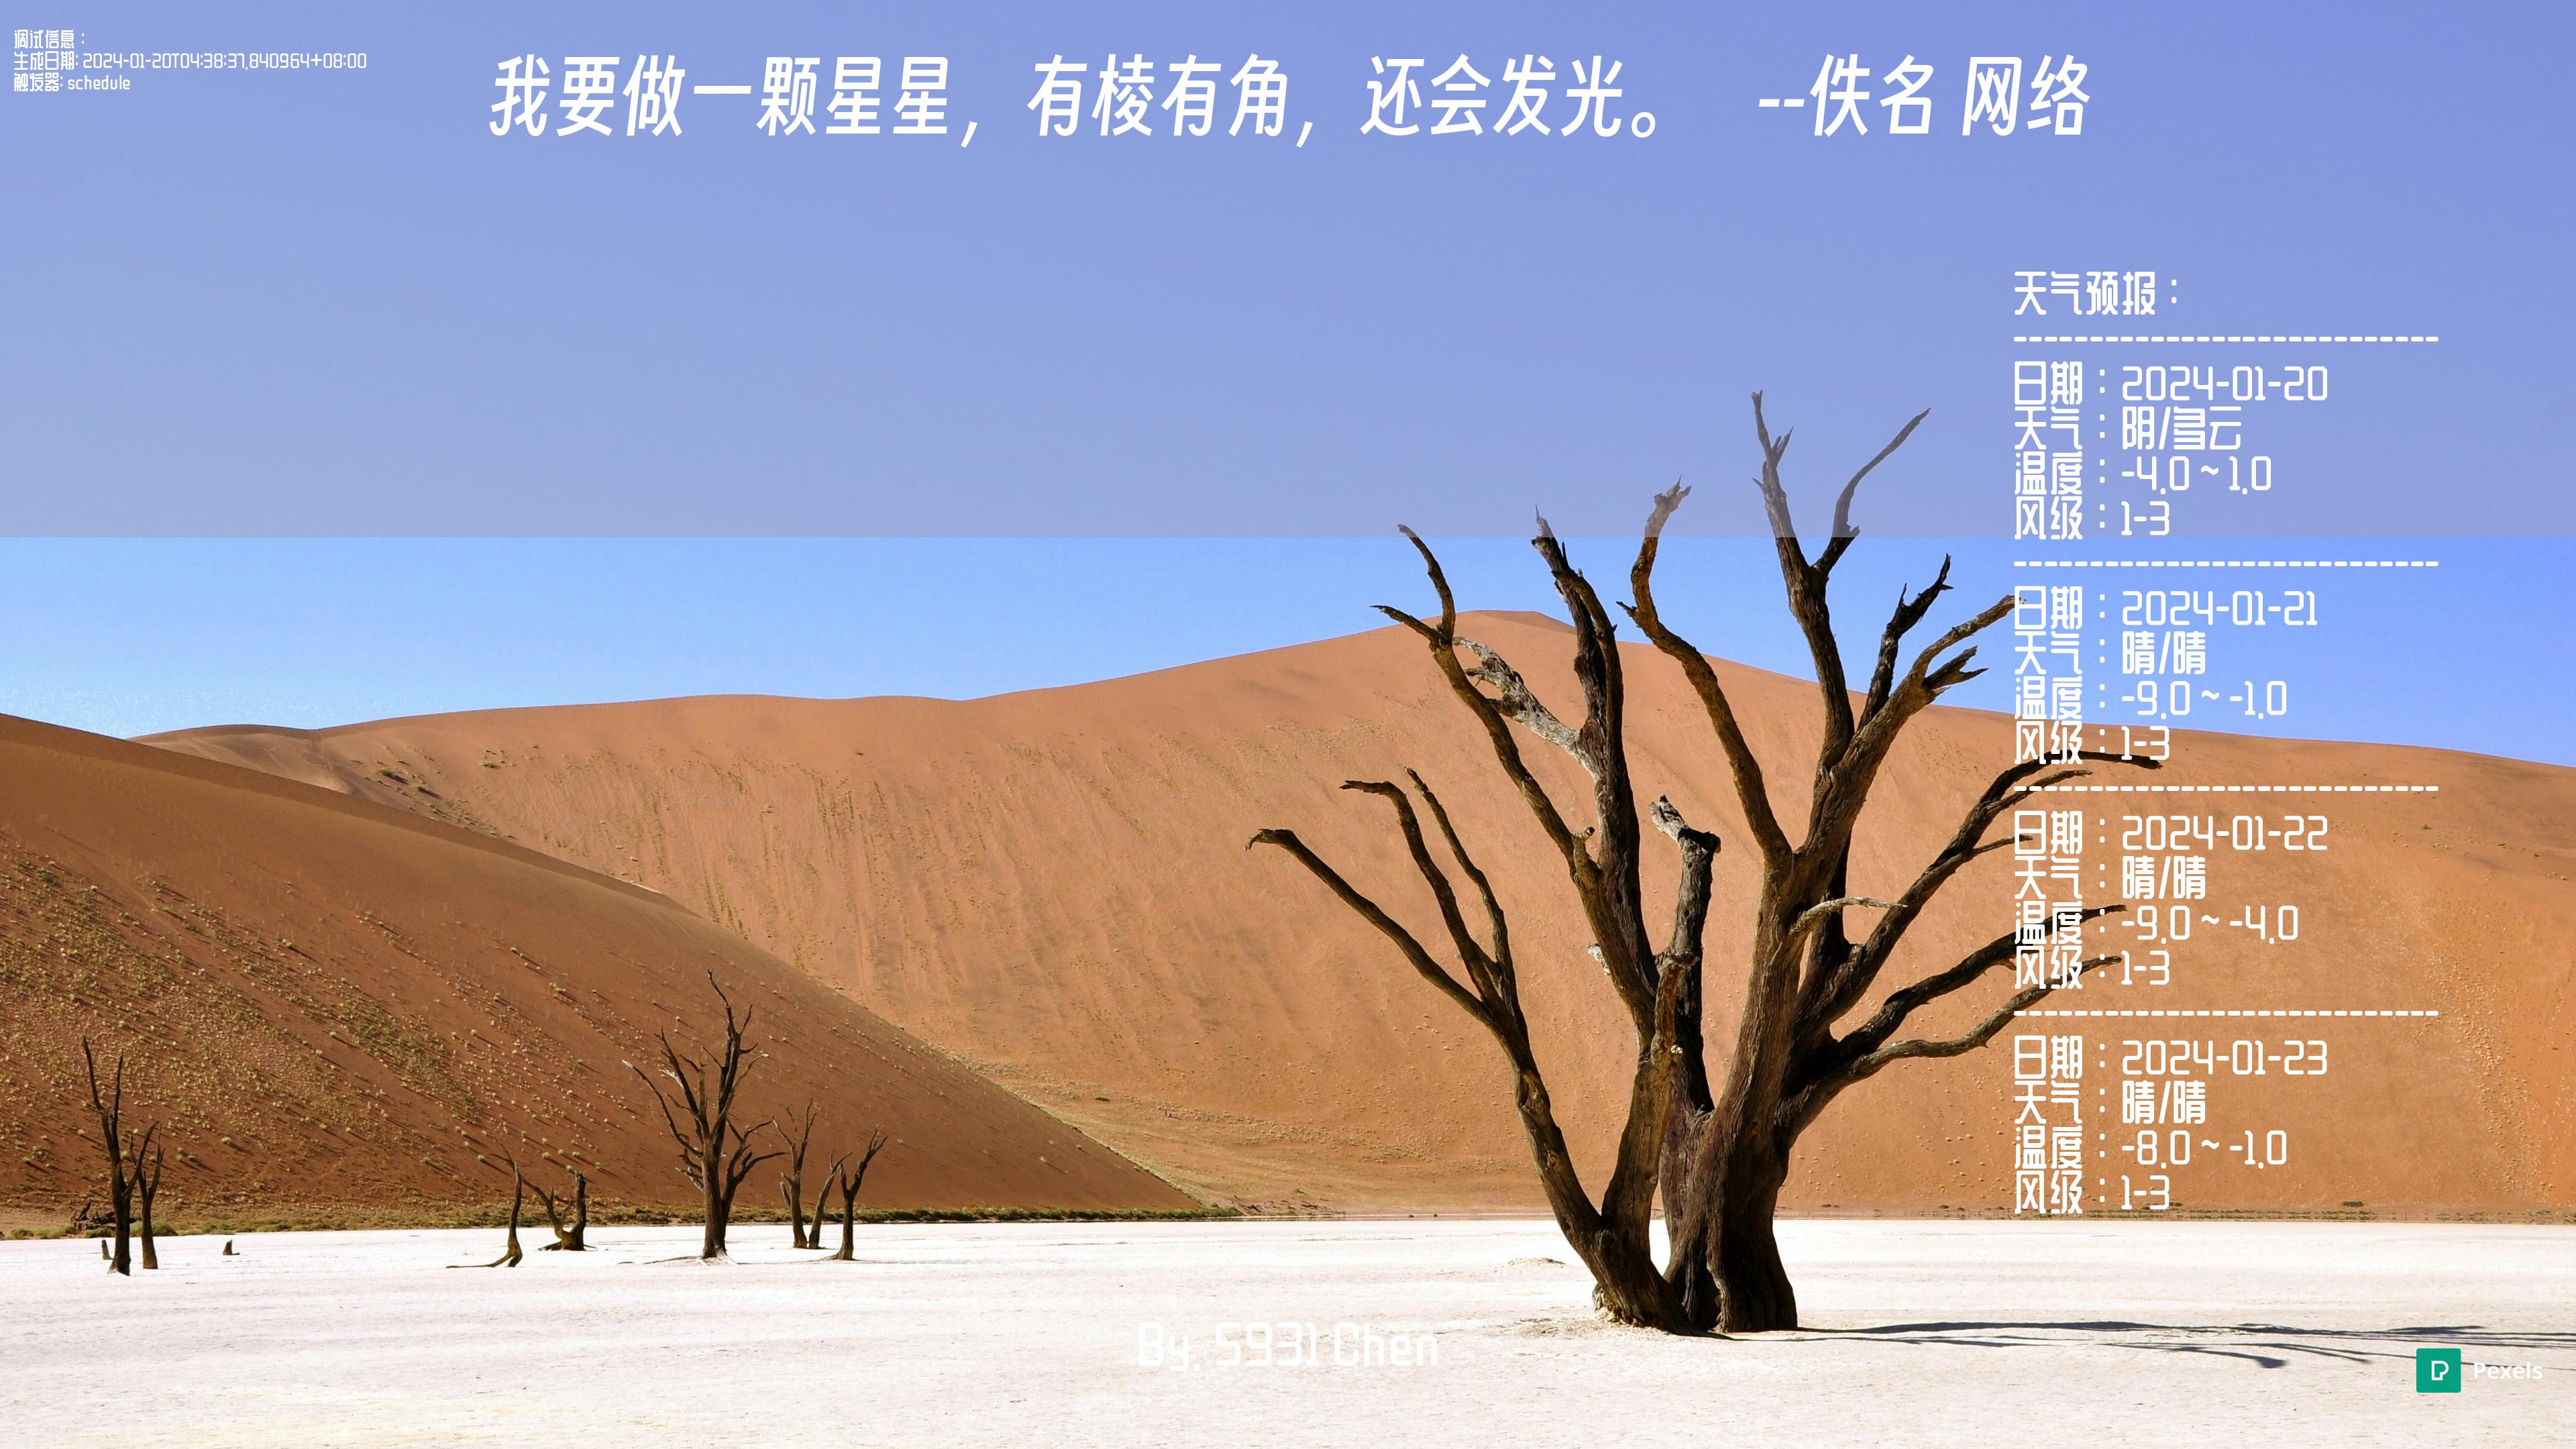 调试信息：
生成日期: 2024-01-20T04:38:37.840964+08:00
触发器: schedule
我要做一颗星星，有棱有角，还会发光。 --佚名 网络
天气预报：
----------------------------
日期：2024-01-20
天气：阴/多云
温度：-4.0 ~ 1.0
风级：1-3
----------------------------
日期：2024-01-21
天气：晴/晴
温度：-9.0 ~ -1.0
风级：1-3
----------------------------
日期：2024-01-22
天气：晴/晴
温度：-9.0 ~ -4.0
风级：1-3
----------------------------
日期：2024-01-23
天气：晴/晴
温度：-8.0 ~ -1.0
风级：1-3
By. S931 Chen
Pexels